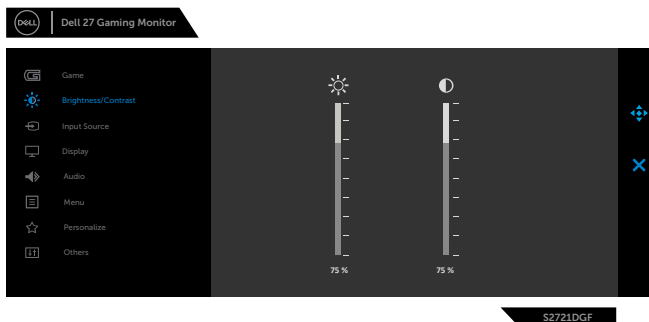 DELL
Dell 27 Gaming Monitor
Game
Brightness/Contrast
Input Source
Display
Audio
Menu
Personalize
Others
75 %
75 %
S2721DGF